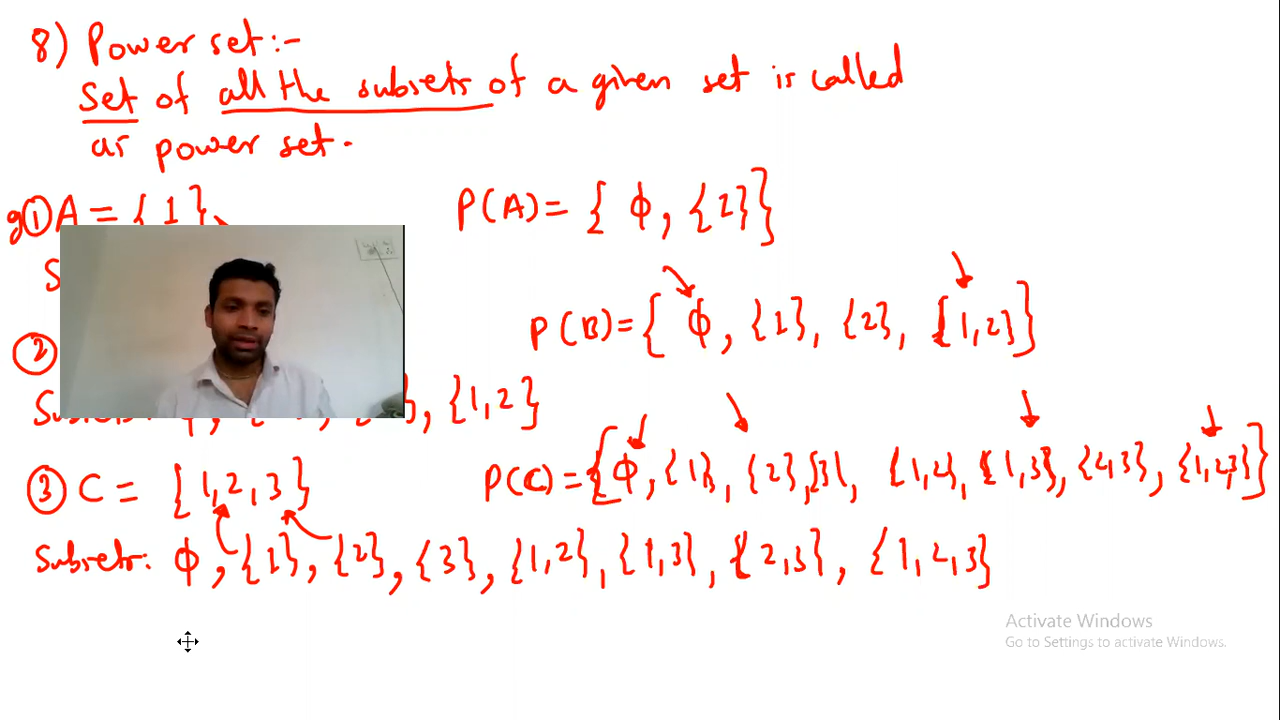 8) Power set :-
Set of all the subsets of a given set is called
as power set.
① A = {1}
P(A) = { ϕ, {1}}
②
P(B) = { ϕ, {1}, {2}, {1,2}}
ϕ, {1,2}
③ C = {1,2,3}
P(C) = {ϕ, {1}, {2}, {3}, {1,2}, {1,3}, {2,3}, {1,2,3}}
Subsets: ϕ, {1}, {2}, {3}, {1,2}, {1,3}, {2,3}, {1,2,3}
Activate Windows
Go to Settings to activate Windows.